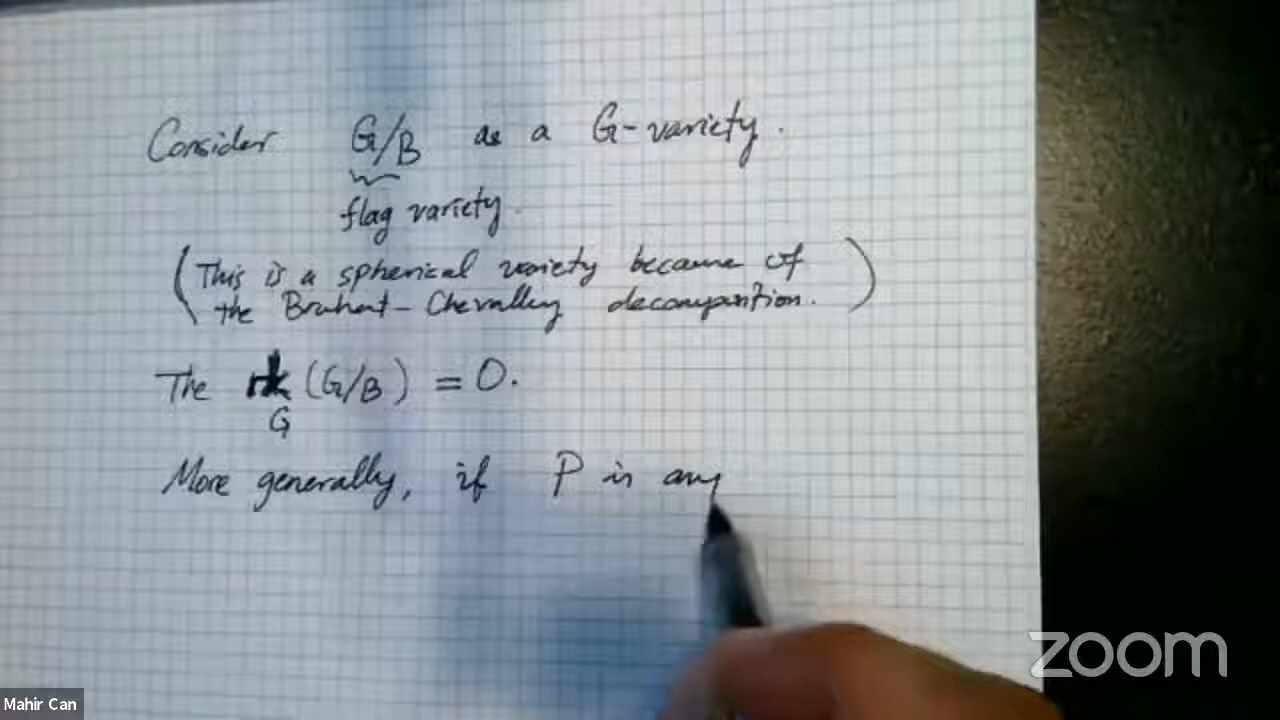 Consider G/B as a G-variety.
flag variety.
(This is a spherical variety because of
the Bruhat-Chevalley decomposition.)
The rk_G (G/B) = 0.
More generally, if P is any
zoom
Mahir Can